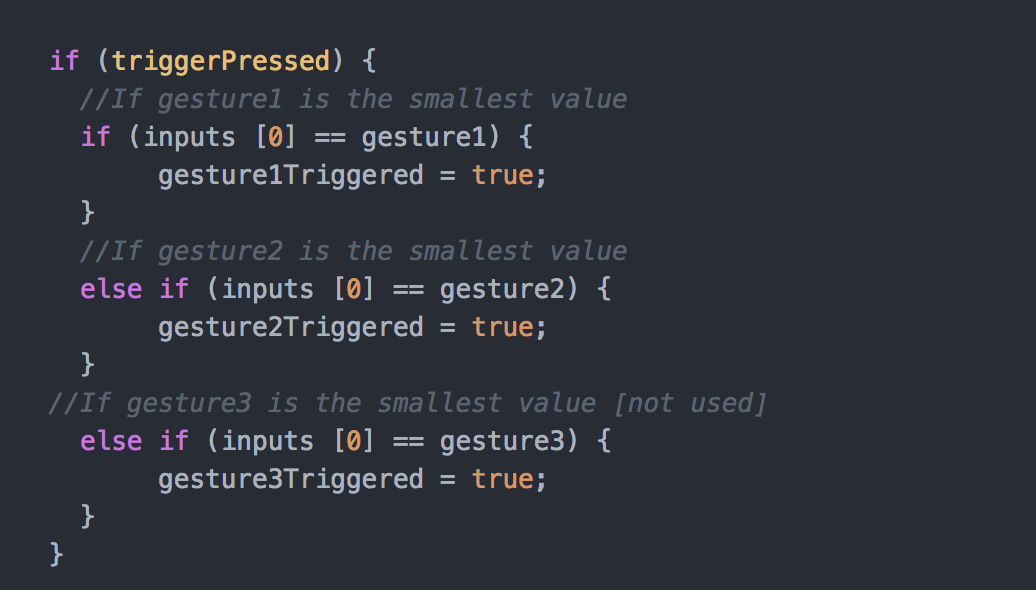 if (triggerPressed) {
//If gesture1 is the smallest value
if (inputs [0] == gesture1) {
gesture1Triggered = true;
}
//If gesture2 is the smallest value
else if (inputs [0] == gesture2) {
gesture2Triggered = true;
}
//If gesture3 is the smallest value [not used]
else if (inputs [0] == gesture3) {
gesture3Triggered = true;
}
}